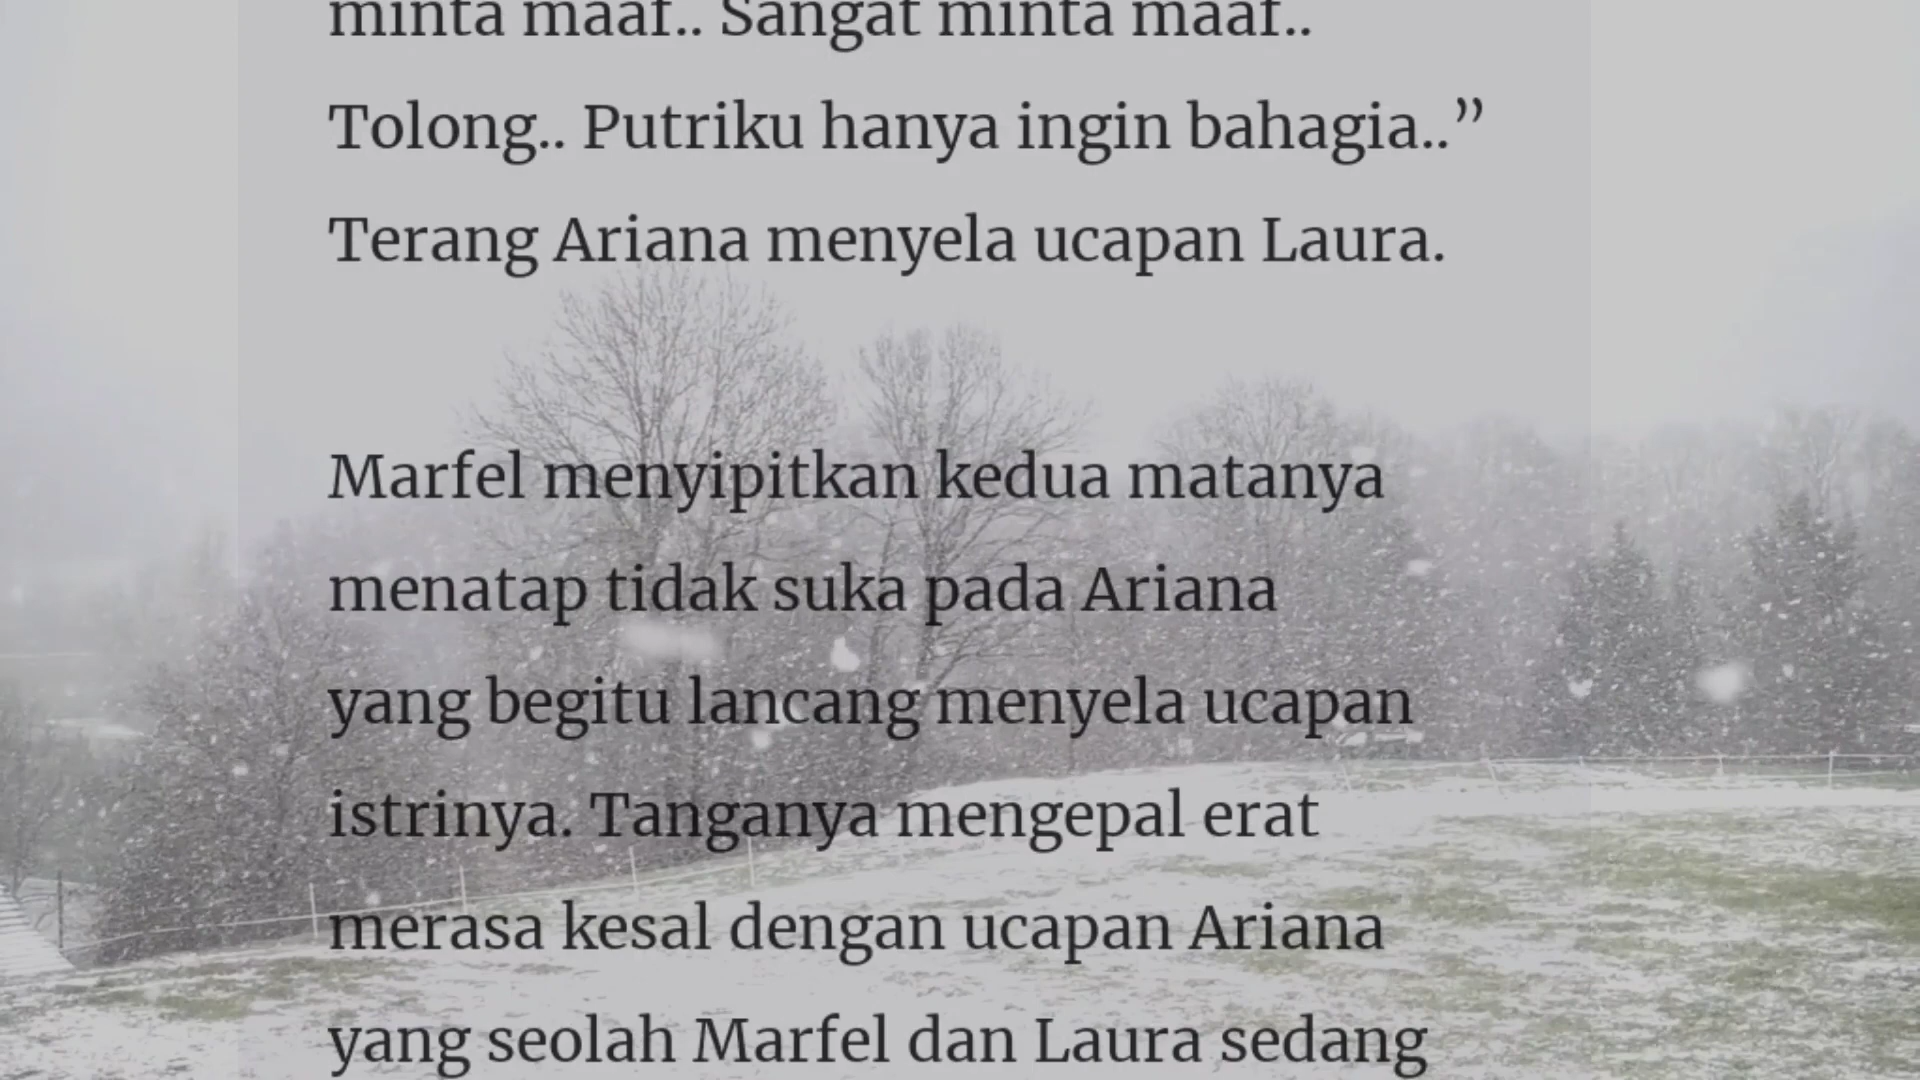 minta maaf.. Sangat minta maaf..
Tolong.. Putriku hanya ingin bahagia..”
Terang Ariana menyela ucapan Laura.
Marfel menyipitkan kedua matanya
menatap tidak suka pada Ariana
yang begitu lancang menyela ucapan
istrinya. Tanganya mengepal erat
merasa kesal dengan ucapan Ariana
yang seolah Marfel dan Laura sedang